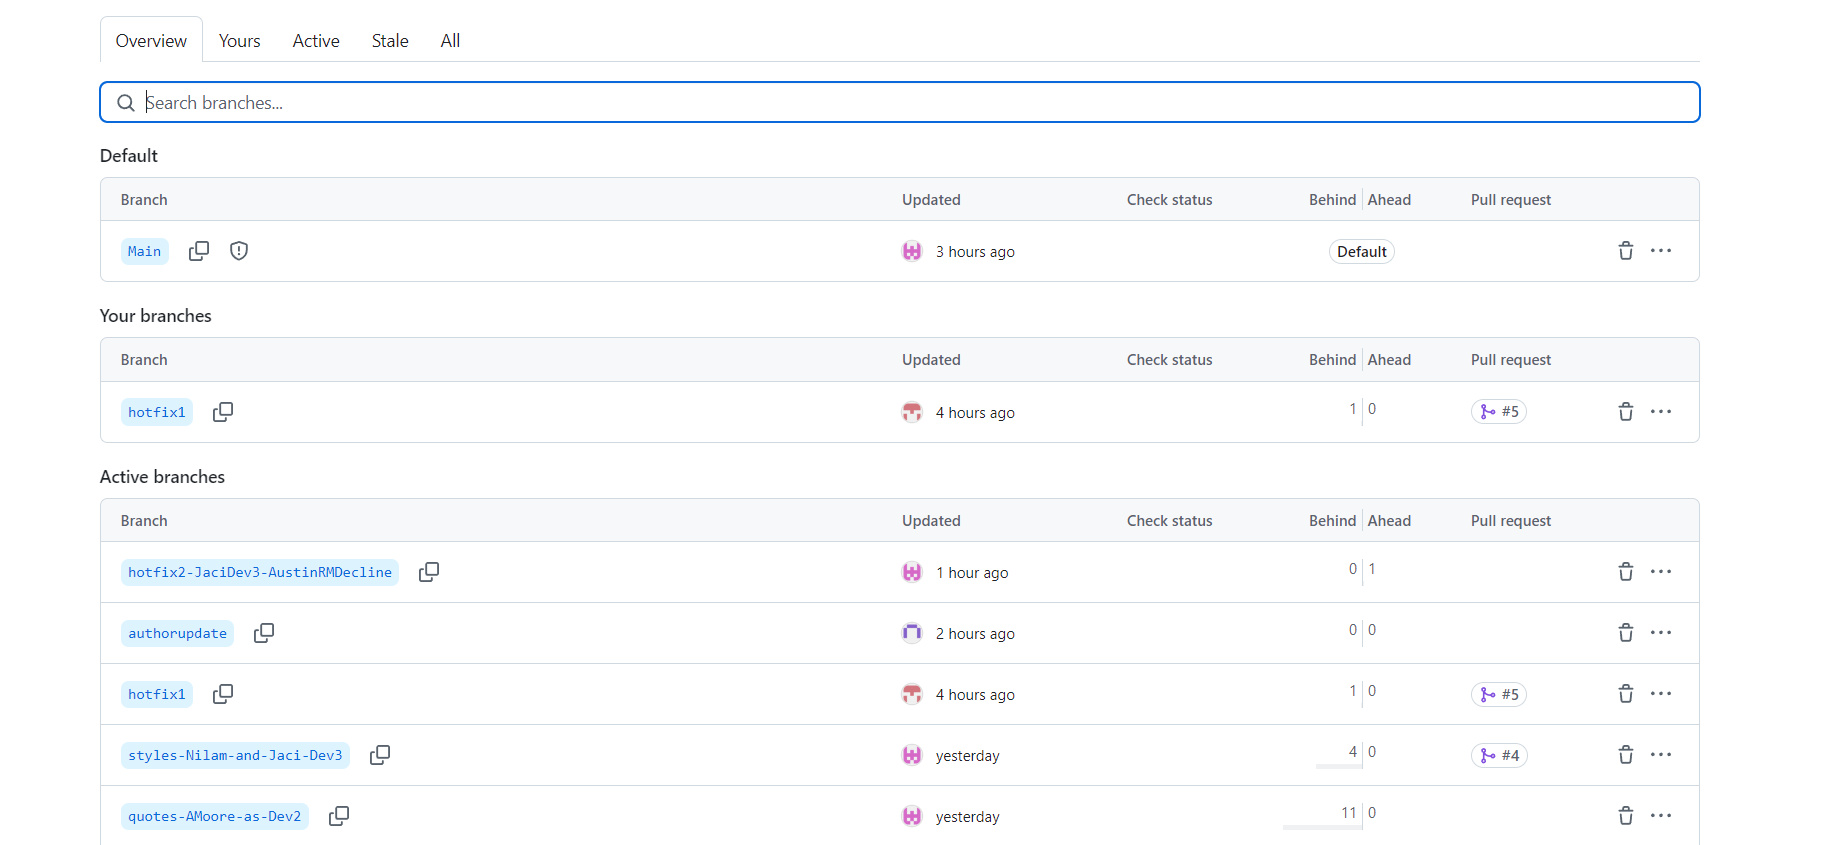 Overview Yours Active Stale All
Search branches...
Default
Branch Updated Check status Behind Ahead Pull request
Main 3 hours ago Default
Your branches
Branch Updated Check status Behind Ahead Pull request
hotfix1 4 hours ago 1 0 #5
Active branches
Branch Updated Check status Behind Ahead Pull request
hotfix2-JaciDev3-AustinRMDecline 1 hour ago 0 1
authorupdate 2 hours ago 0 0
hotfix1 4 hours ago 1 0 #5
styles-Nilam-and-Jaci-Dev3 yesterday 4 0 #4
quotes-AMoore-as-Dev2 yesterday 11 0